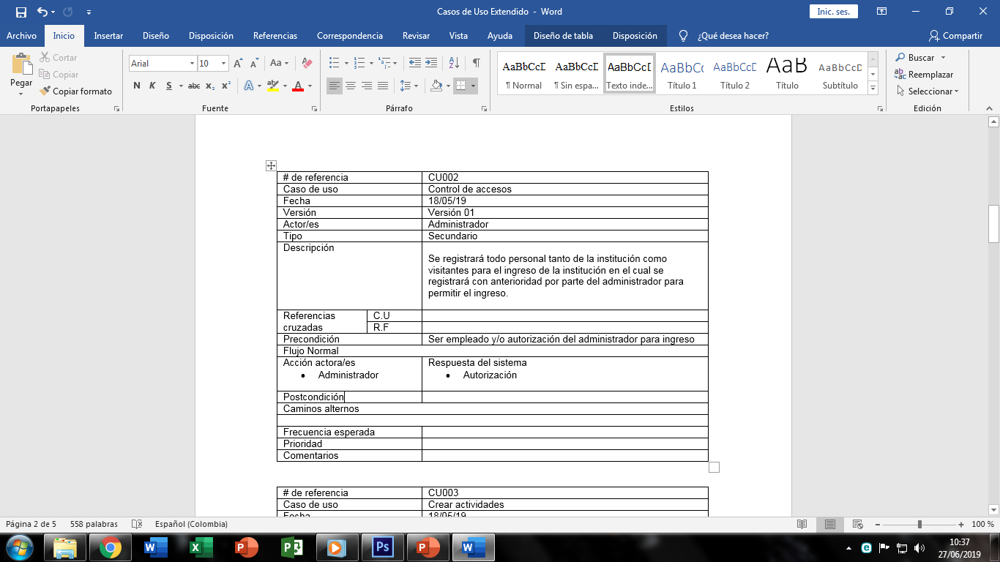 Casos de Uso Extendido - Word
Inic. ses.
Archivo Inicio Insertar Diseño Disposición Referencias Correspondencia Revisar Vista Ayuda Diseño de tabla Disposición ¿Qué desea hacer? Compartir
Pegar
Cortar
Copiar
Copiar formato
Portapapeles
Arial 10
N K S abc x₂ x²
Fuente
Párrafo
AaBbCcD ¶ Normal
AaBbCcD ¶ Sin espa...
AaBbCcD Texto inde...
AaBbCc Título 1
AaBbCcD Título 2
AaB Título
AaBbCcD Subtítulo
Estilos
Buscar
Reemplazar
Seleccionar
Edición
# de referencia CU002
Caso de uso Control de accesos
Fecha 18/05/19
Versión Versión 01
Actor/es Administrador
Tipo Secundario
Descripción
Se registrará todo personal tanto de la institución como
visitantes para el ingreso de la institución en el cual se
registrará con anterioridad por parte del administrador para
permitir el ingreso.
Referencias C.U
cruzadas R.F
Precondición Ser empleado y/o autorización del administrador para ingreso
Flujo Normal
Acción actora/es Respuesta del sistema
• Administrador • Autorización
Postcondición
Caminos alternos
Frecuencia esperada
Prioridad
Comentarios
# de referencia CU003
Caso de uso Crear actividades
Fecha 18/05/19
Página 2 de 5 558 palabras Español (Colombia) 100 %
10:37
27/06/2019